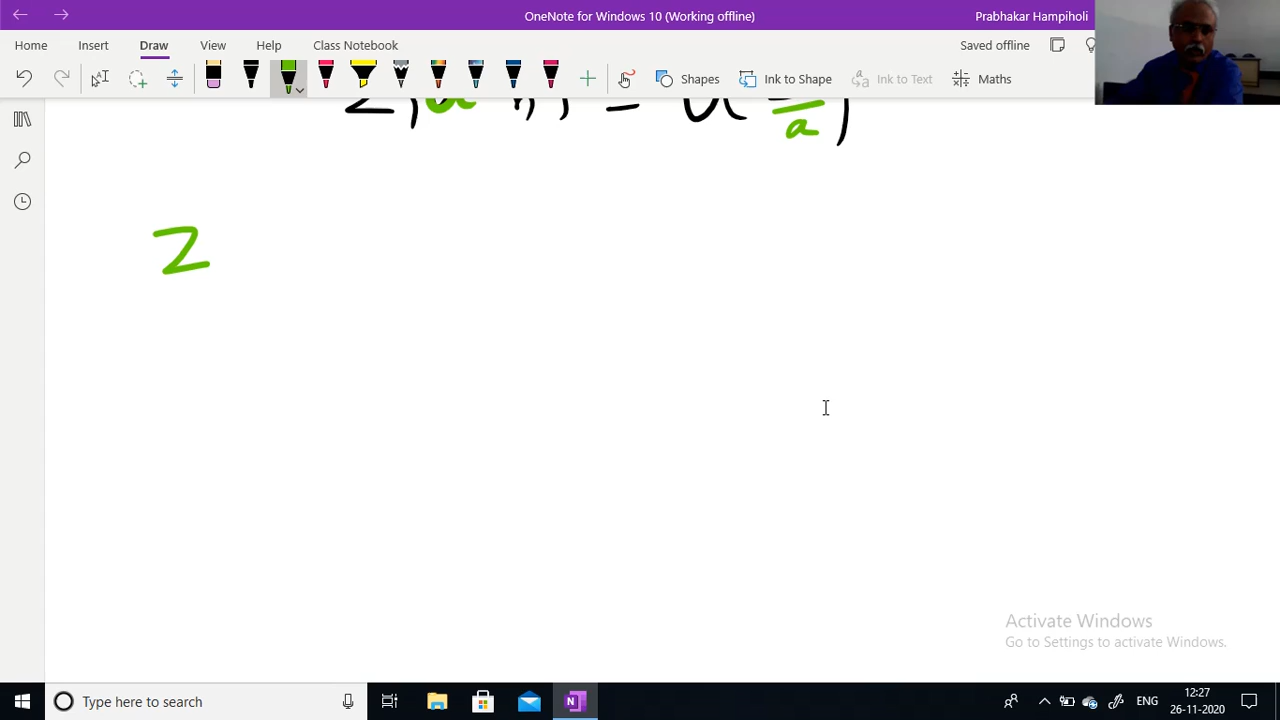 OneNote for Windows 10 (Working offline)
Prabhakar Hampiholi
Home Insert Draw View Help Class Notebook
Saved offline
Shapes Ink to Shape Ink to Text Maths
a
Z
Activate Windows
Go to Settings to activate Windows.
Type here to search
ENG
12:27
26-11-2020